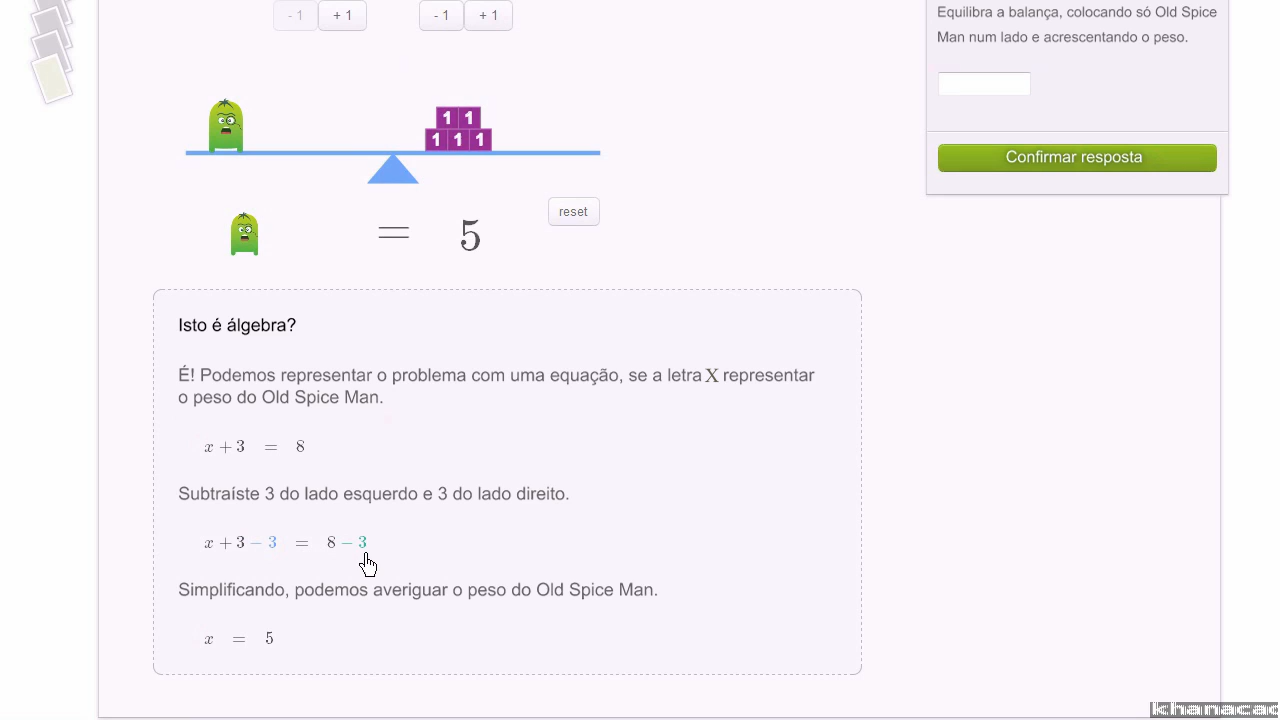 - 1 + 1 - 1 + 1
Equilibra a balança, colocando só Old Spice
Man num lado e acrescentando o peso.
1 1
1 1 1
Confirmar resposta
reset
= 5
Isto é álgebra?
É! Podemos representar o problema com uma equação, se a letra X representar
o peso do Old Spice Man.
x + 3 = 8
Subtraíste 3 do lado esquerdo e 3 do lado direito.
x + 3 − 3 = 8 − 3
Simplificando, podemos averiguar o peso do Old Spice Man.
x = 5